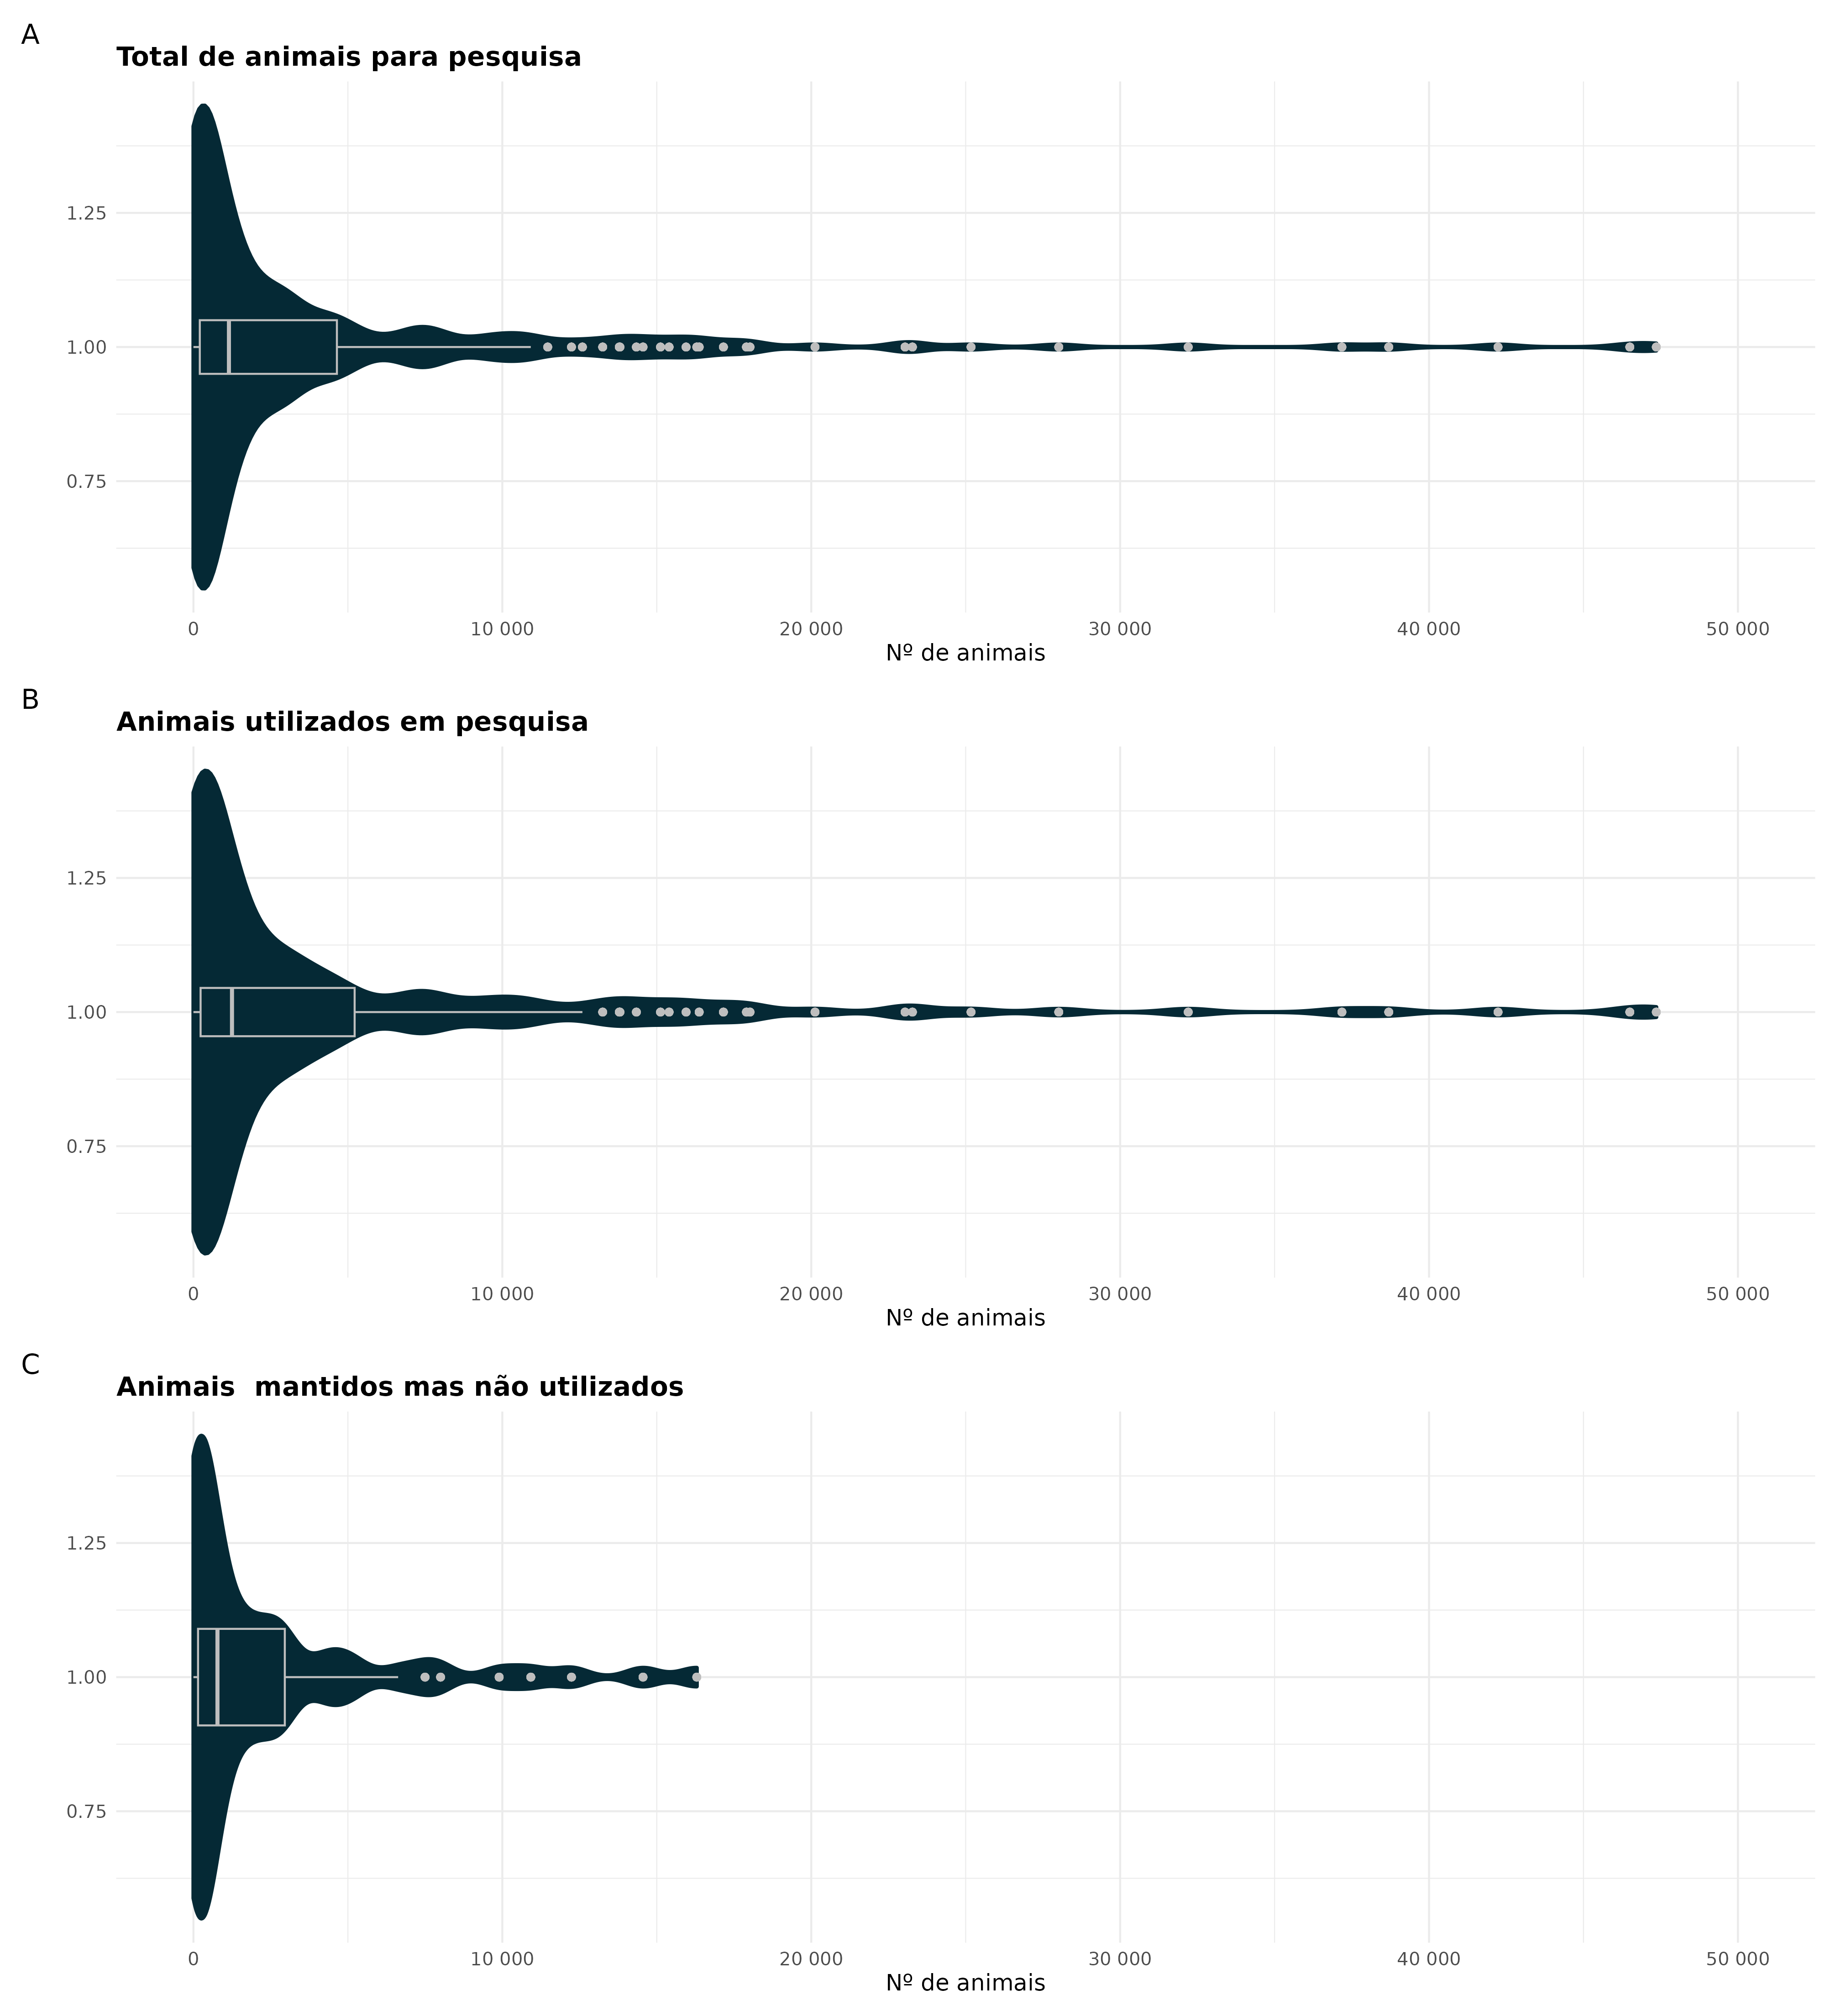 A
Total de animais para pesquisa
1.25
1.00
0.75
0 10 000 20 000 30 000 40 000 50 000
Nº de animais
B
Animais utilizados em pesquisa
1.25
1.00
0.75
0 10 000 20 000 30 000 40 000 50 000
Nº de animais
C
Animais  mantidos mas não utilizados
1.25
1.00
0.75
0 10 000 20 000 30 000 40 000 50 000
Nº de animais